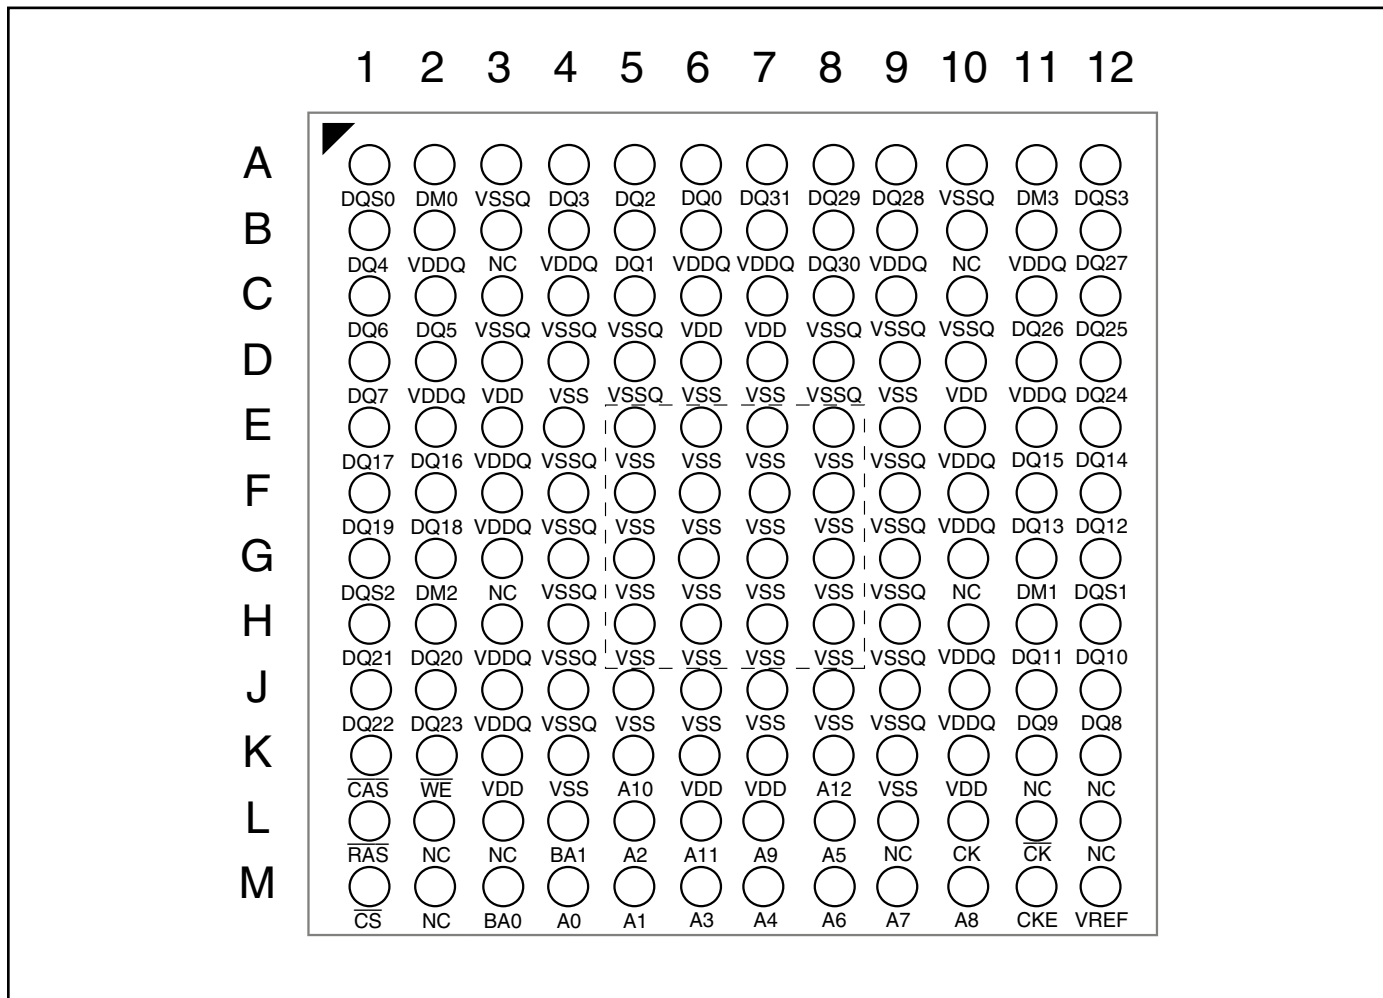 1 2 3 4 5 6 7 8 9 10 11 12
A
DQS0 DM0 VSSQ DQ3 DQ2 DQ0 DQ31 DQ29 DQ28 VSSQ DM3 DQS3
B
DQ4 VDDQ NC VDDQ DQ1 VDDQ VDDQ DQ30 VDDQ NC VDDQ DQ27
C
DQ6 DQ5 VSSQ VSSQ VSSQ VDD VDD VSSQ VSSQ VSSQ DQ26 DQ25
D
DQ7 VDDQ VDD VSS VSSQ VSS VSS VSSQ VSS VDD VDDQ DQ24
E
DQ17 DQ16 VDDQ VSSQ VSS VSS VSS VSS VSSQ VDDQ DQ15 DQ14
F
DQ19 DQ18 VDDQ VSSQ VSS VSS VSS VSS VSSQ VDDQ DQ13 DQ12
G
DQS2 DM2 NC VSSQ VSS VSS VSS VSS VSSQ NC DM1 DQS1
H
DQ21 DQ20 VDDQ VSSQ VSS VSS VSS VSS VSSQ VDDQ DQ11 DQ10
J
DQ22 DQ23 VDDQ VSSQ VSS VSS VSS VSS VSSQ VDDQ DQ9 DQ8
K
C̅A̅S̅ W̅E̅ VDD VSS A10 VDD VDD A12 VSS VDD NC NC
L
R̅A̅S̅ NC NC BA1 A2 A11 A9 A5 NC CK C̅K̅ NC
M
C̅S̅ NC BA0 A0 A1 A3 A4 A6 A7 A8 CKE VREF